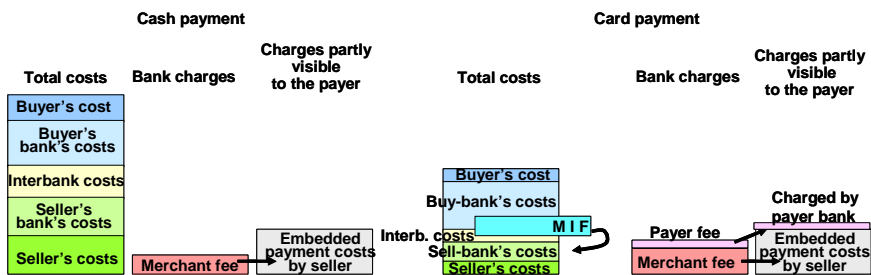 Cash payment
Card payment
Charges partly
visible
to the payer
Total costs
Bank charges
Buyer's cost
Buyer's
bank's costs
Interbank costs
Seller's
bank's costs
Seller's costs
Merchant fee
Embedded
payment costs
by seller
Charges partly
visible
to the payer
Total costs
Bank charges
Buyer's cost
Buy-bank's costs
M I F
Interb. costs
Sell-bank's costs
Seller's costs
Payer fee
Merchant fee
Charged by
payer bank
Embedded
payment costs
by seller